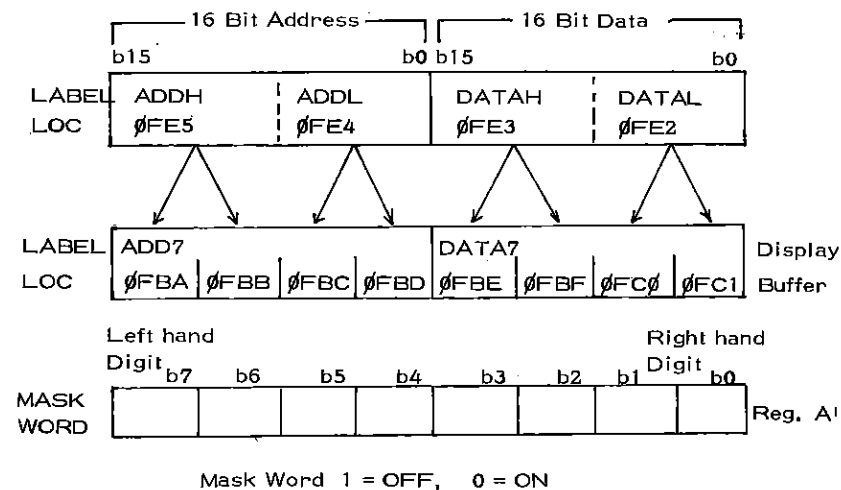 16 Bit Address 16 Bit Data
b15 b0 b15 b0
LABEL ADDH ADDL DATAH DATAL
LOC ØFE5 ØFE4 ØFE3 ØFE2
LABEL ADD7 DATA7 Display
LOC ØFBA ØFBB ØFBC ØFBD ØFBE ØFBF ØFCØ ØFC1 Buffer
Left hand Right hand
Digit Digit
b7 b6 b5 b4 b3 b2 b1 b0
MASK
WORD Reg. A'
Mask Word 1 = OFF, 0 = ON